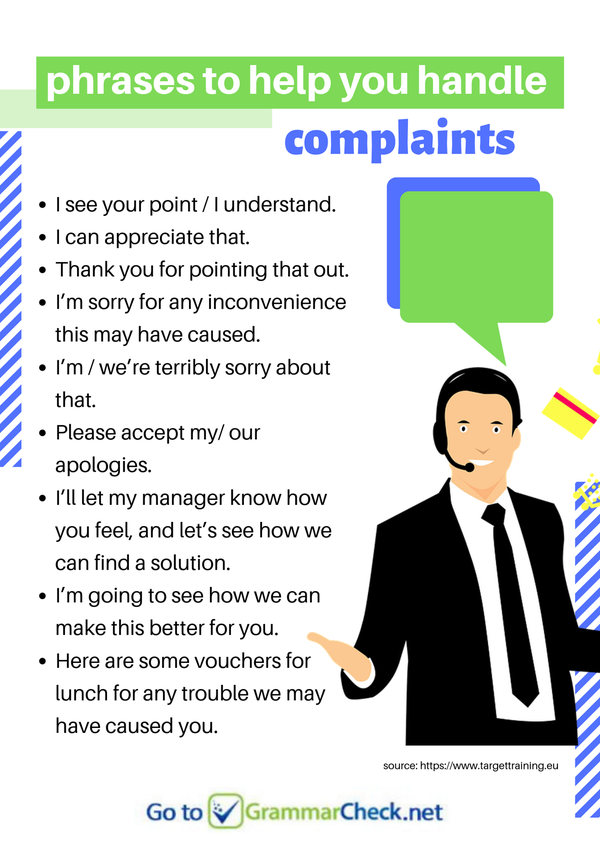 phrases to help you handle
complaints
• I see your point / I understand.
• I can appreciate that.
• Thank you for pointing that out.
• I’m sorry for any inconvenience
this may have caused.
• I’m / we’re terribly sorry about
that.
• Please accept my/ our
apologies.
• I’ll let my manager know how
you feel, and let’s see how we
can find a solution.
• I’m going to see how we can
make this better for you.
• Here are some vouchers for
lunch for any trouble we may
have caused you.
source: https://www.targettraining.eu
Go to GrammarCheck.net